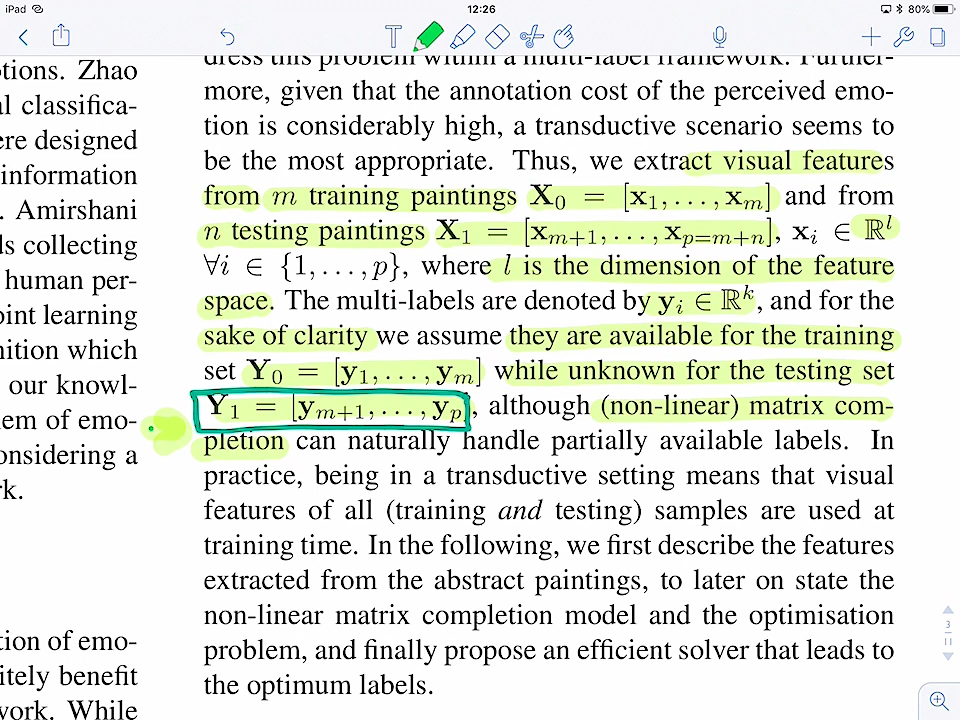 iPad
12:26
80%
T
otions. Zhao
al classifica-
ere designed
information
. Amirshani
ds collecting
human per-
oint learning
nition which
our knowl-
lem of emo-
onsidering a
rk.
tion of emo-
itely benefit
work. While
dress this problem within a multi-label framework. Further-
more, given that the annotation cost of the perceived emo-
tion is considerably high, a transductive scenario seems to
be the most appropriate. Thus, we extract visual features
from m training paintings X₀ = [x₁, . . . , xₘ] and from
n testing paintings X₁ = [xₘ₊₁, . . . , xₚ₌ₘ₊ₙ], xᵢ ∈ ℝˡ
∀i ∈ {1, . . . , p}, where l is the dimension of the feature
space. The multi-labels are denoted by yᵢ ∈ ℝᵏ, and for the
sake of clarity we assume they are available for the training
set Y₀ = [y₁, . . . , yₘ] while unknown for the testing set
Y₁ = [yₘ₊₁, . . . , yₚ], although (non-linear) matrix com-
pletion can naturally handle partially available labels. In
practice, being in a transductive setting means that visual
features of all (training and testing) samples are used at
training time. In the following, we first describe the features
extracted from the abstract paintings, to later on state the
non-linear matrix completion model and the optimisation
problem, and finally propose an efficient solver that leads to
the optimum labels.
3
11